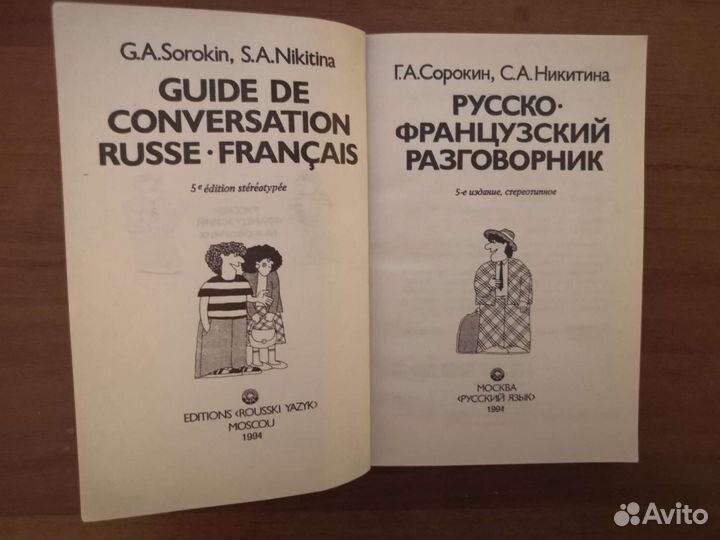 G.A.Sorokin, S.A.Nikitina
GUIDE DE
CONVERSATION
RUSSE·FRANÇAIS
5e édition stéréotypée
EDITIONS ‹ROUSSKI YAZYK›
MOSCOU
1994
Г.А.Сорокин, С.А.Никитина
РУССКО·
ФРАНЦУЗСКИЙ
РАЗГОВОРНИК
5-е издание, стереотипное
МОСКВА
‹РУССКИЙ ЯЗЫК›
1994
Avito